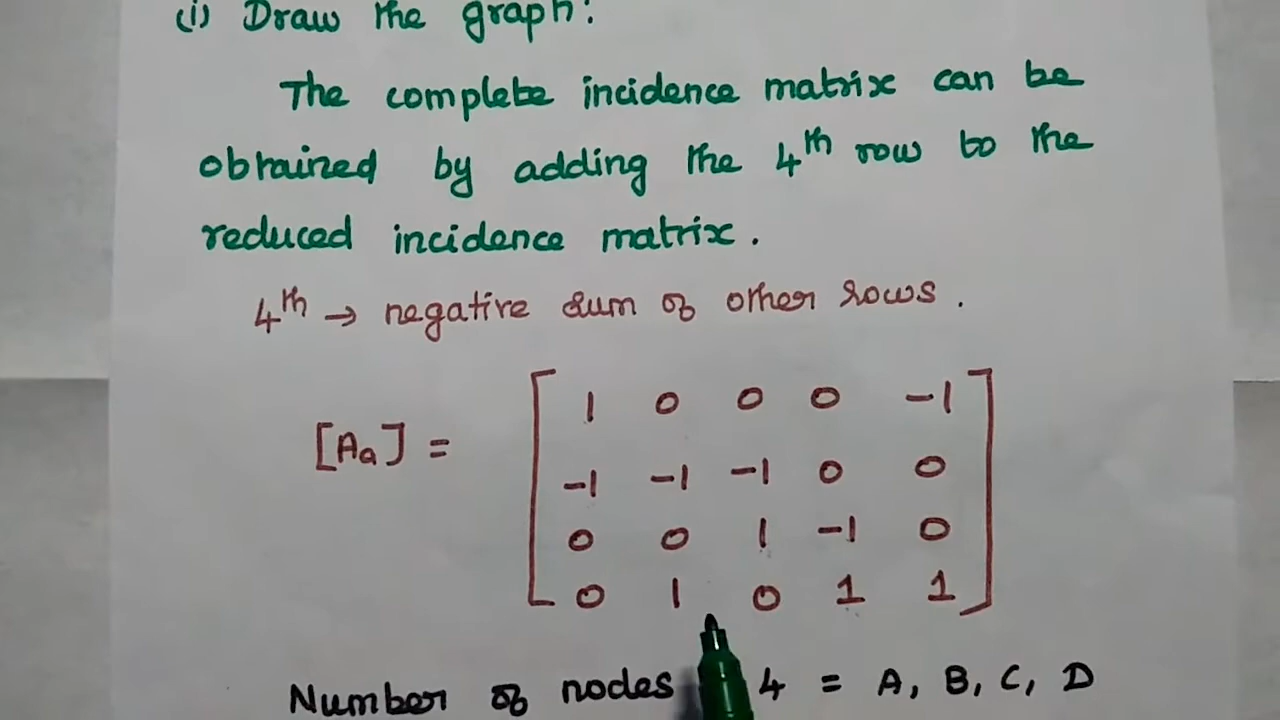 (i) Draw the graph:
The complete incidence matrix can be
obtained by adding the 4th row to the
reduced incidence matrix.
4th → negative sum of other rows.
[Aa] =
1 0 0 0 -1
-1 -1 -1 0 0
0 0 1 -1 0
0 1 0 1 1
Number of nodes 4 = A, B, C, D